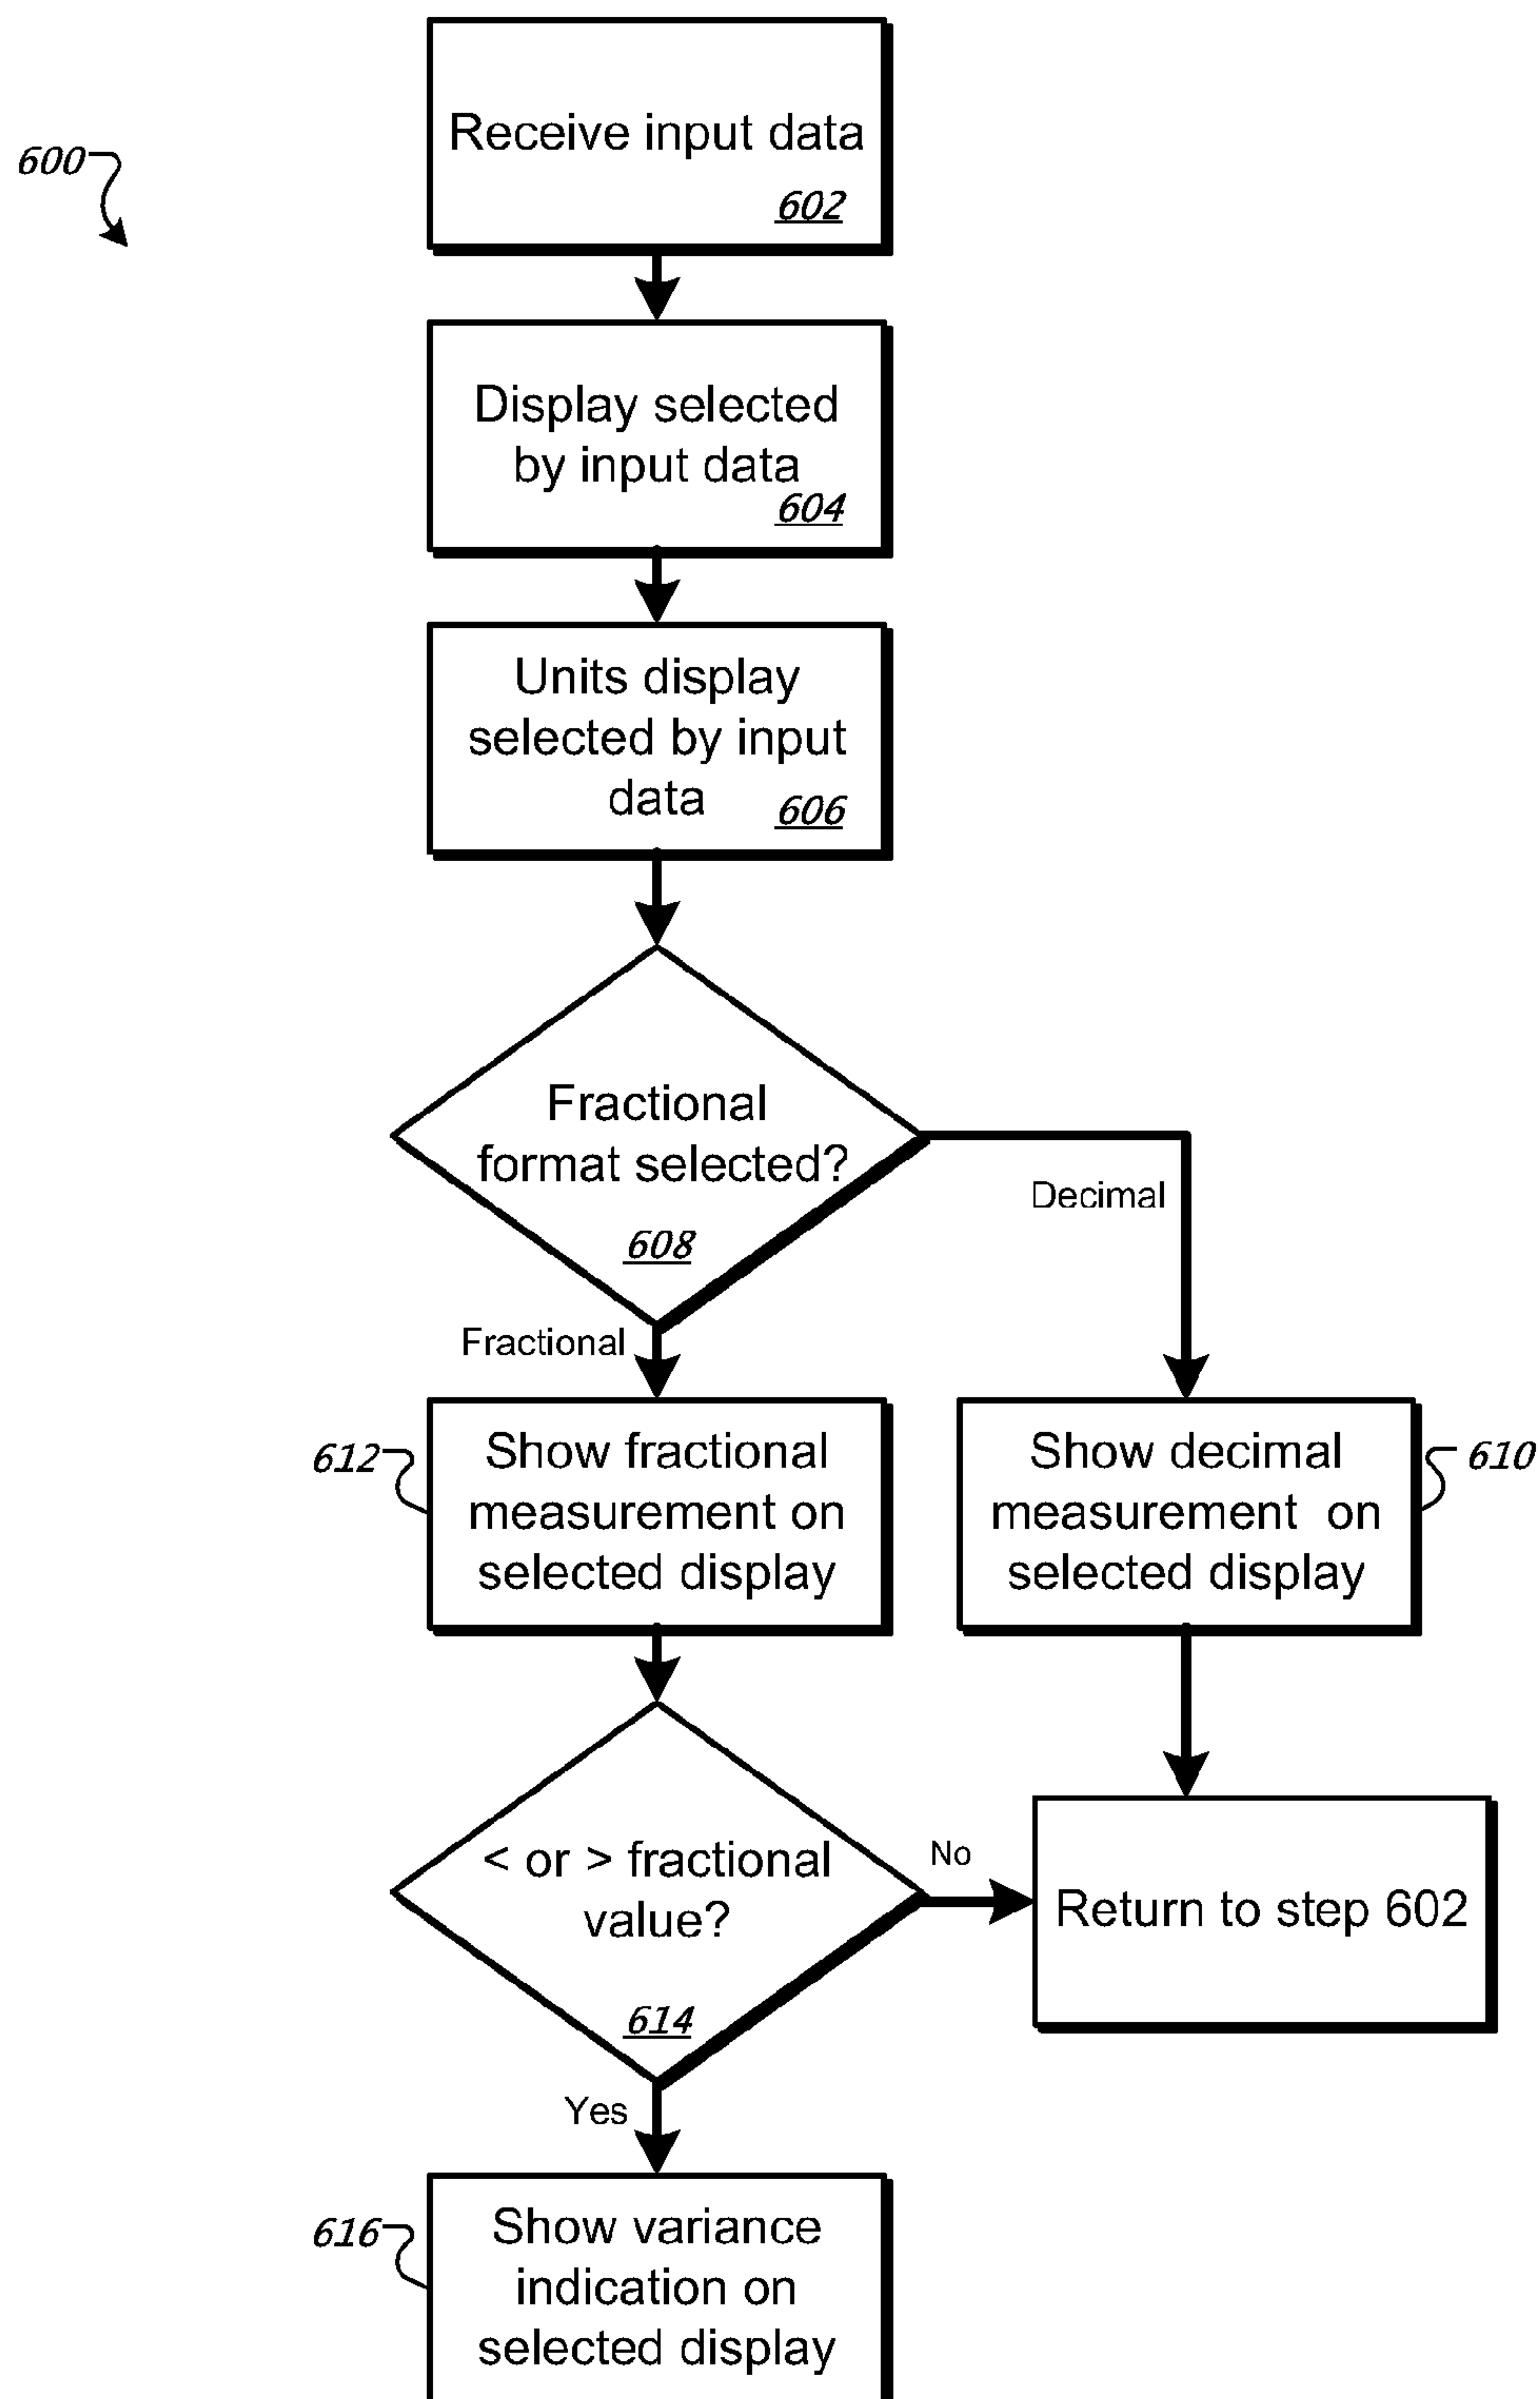 600
Receive input data
602
Display selected
by input data
604
Units display
selected by input
data
606
Fractional
format selected?
608
Decimal
Fractional
612
Show fractional
measurement on
selected display
Show decimal
measurement on
selected display
610
< or > fractional
value?
614
No
Return to step 602
Yes
616
Show variance
indication on
selected display